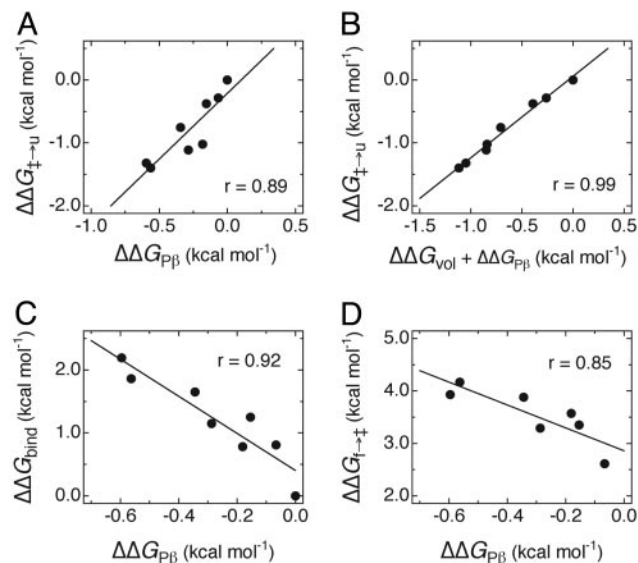 A
B
0.0
-1.0
-2.0
ΔΔG‡→u (kcal mol⁻¹)
r = 0.89
-1.0 -0.5 0.0 0.5
ΔΔGPβ (kcal mol⁻¹)
0.0
-1.0
-2.0
ΔΔG‡→u (kcal mol⁻¹)
r = 0.99
-1.5 -1.0 -0.5 0.0 0.5
ΔΔGvol + ΔΔGPβ (kcal mol⁻¹)
C
D
2.0
1.0
0.0
ΔΔGbind (kcal mol⁻¹)
r = 0.92
-0.6 -0.4 -0.2 0.0
ΔΔGPβ (kcal mol⁻¹)
5.0
4.0
3.0
2.0
ΔΔGf→‡ (kcal mol⁻¹)
r = 0.85
-0.6 -0.4 -0.2 0.0
ΔΔGPβ (kcal mol⁻¹)